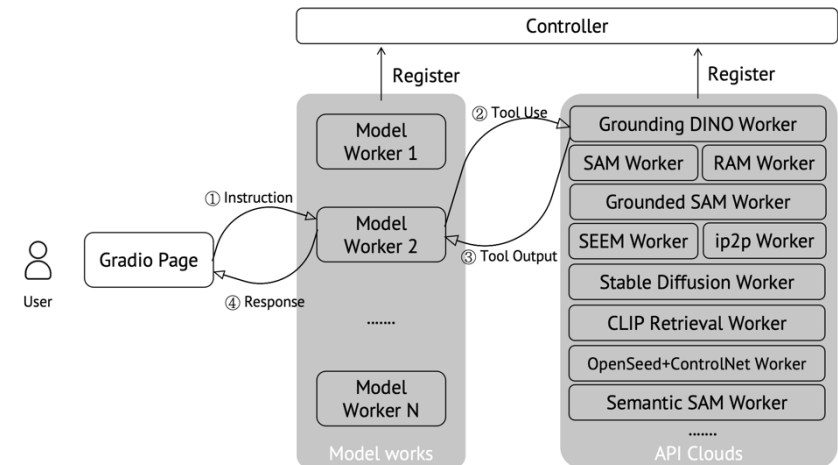 Controller
Register
Register
Model
Worker 1
② Tool Use
Grounding DINO Worker
SAM Worker
RAM Worker
① Instruction
Grounded SAM Worker
Model
Worker 2
SEEM Worker
ip2p Worker
Gradio Page
③ Tool Output
User
④ Response
Stable Diffusion Worker
.......
CLIP Retrieval Worker
OpenSeed+ControlNet Worker
Model
Worker N
Semantic SAM Worker
.......
Model works
API Clouds